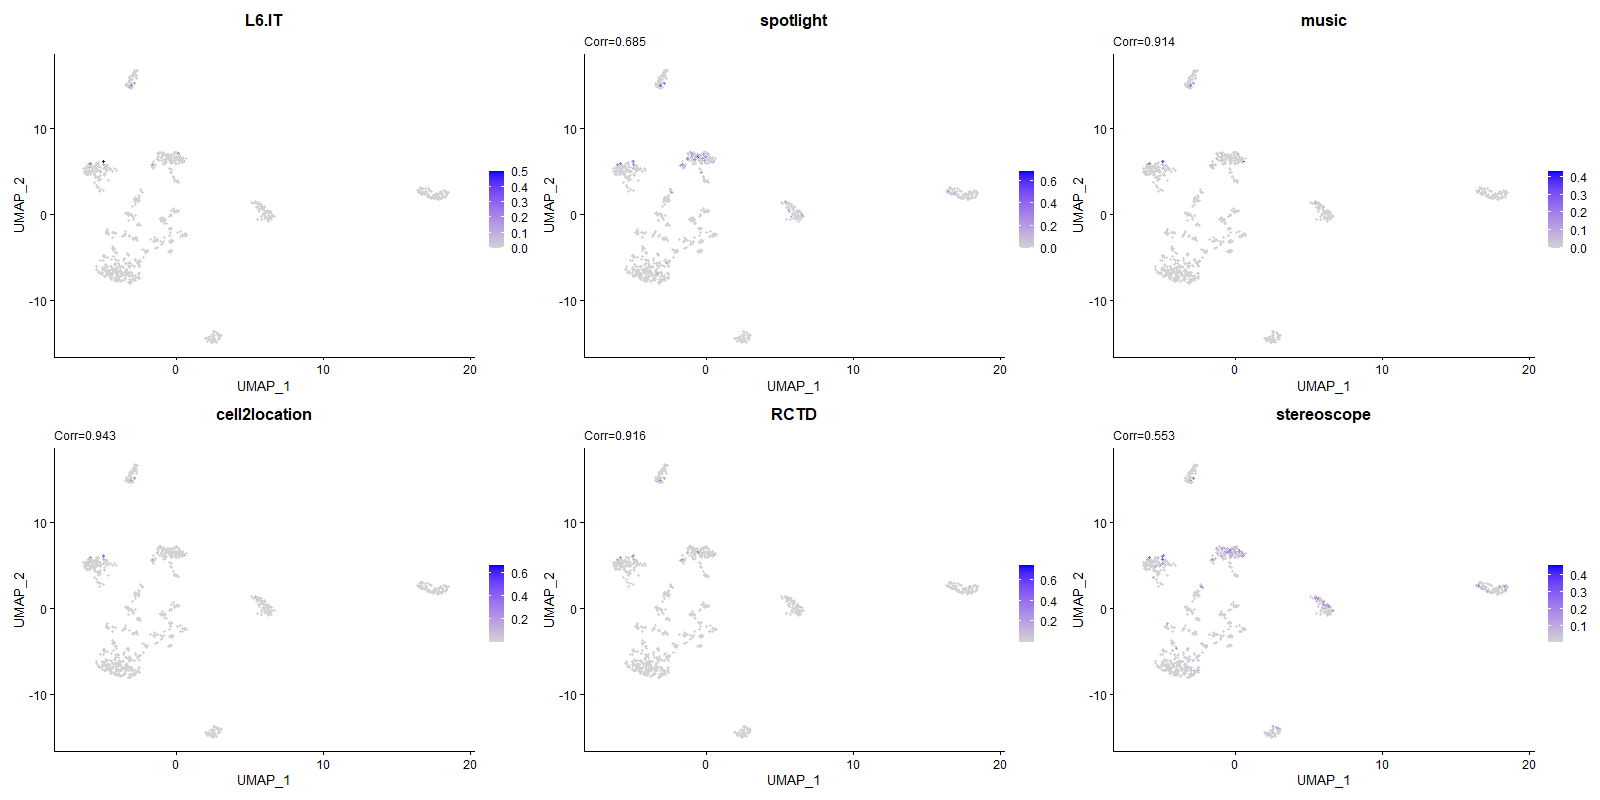 L6.IT
UMAP_2
10
0
-10
0
10
20
UMAP_1
0.5
0.4
0.3
0.2
0.1
0.0
spotlight
Corr=0.685
UMAP_2
10
0
-10
0
10
20
UMAP_1
0.6
0.4
0.2
0.0
music
Corr=0.914
UMAP_2
10
0
-10
0
10
20
UMAP_1
0.4
0.3
0.2
0.1
0.0
cell2location
Corr=0.943
UMAP_2
10
0
-10
0
10
20
UMAP_1
0.6
0.4
0.2
RCTD
Corr=0.916
UMAP_2
10
0
-10
0
10
20
UMAP_1
0.6
0.4
0.2
stereoscope
Corr=0.553
UMAP_2
10
0
-10
0
10
20
UMAP_1
0.4
0.3
0.2
0.1